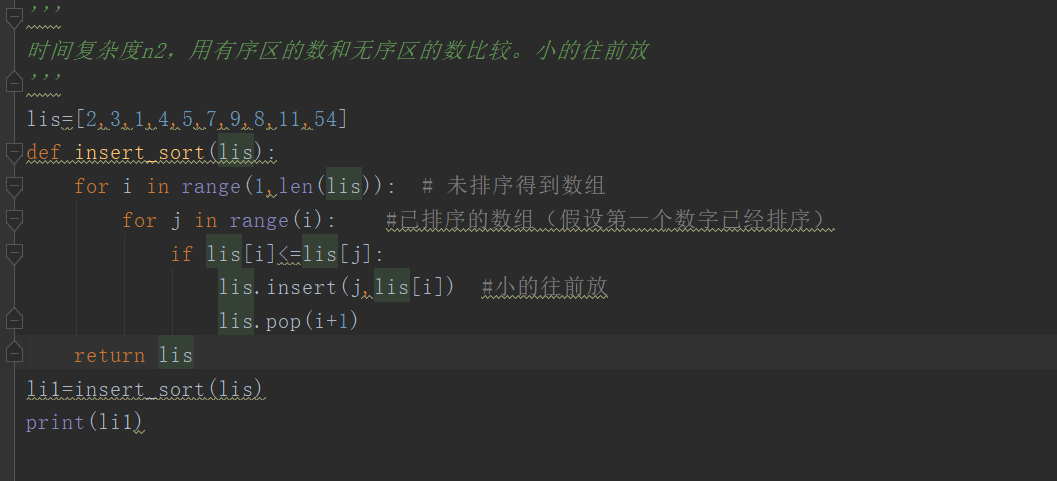 '''
时间复杂度n2，用有序区的数和无序区的数比较。小的往前放
'''
lis=[2,3,1,4,5,7,9,8,11,54]
def insert_sort(lis):
    for i in range(1,len(lis)):  # 未排序得到数组
        for j in range(i):    #已排序的数组（假设第一个数字已经排序）
            if lis[i]<=lis[j]:
                lis.insert(j,lis[i])  #小的往前放
                lis.pop(i+1)
    return lis
li1=insert_sort(lis)
print(li1)